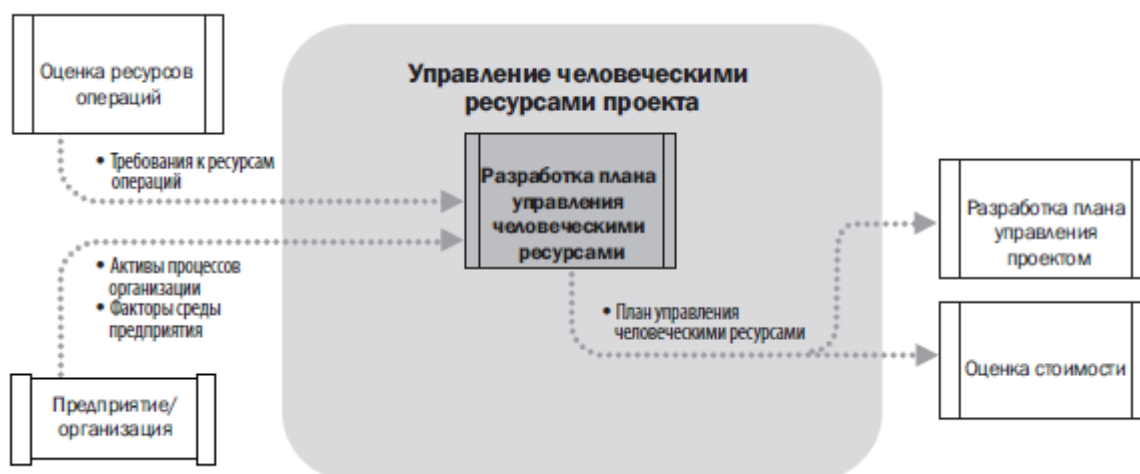 Оценка ресурсов
операций
• Требования к ресурсам
операций
• Активы процессов
организации
• Факторы среды
предприятия
Предприятие/
организация
Управление человеческими
ресурсами проекта
Разработка плана
управления
человеческими
ресурсами
• План управления
человеческими ресурсами
Разработка плана
управления
проектом
Оценка стоимости